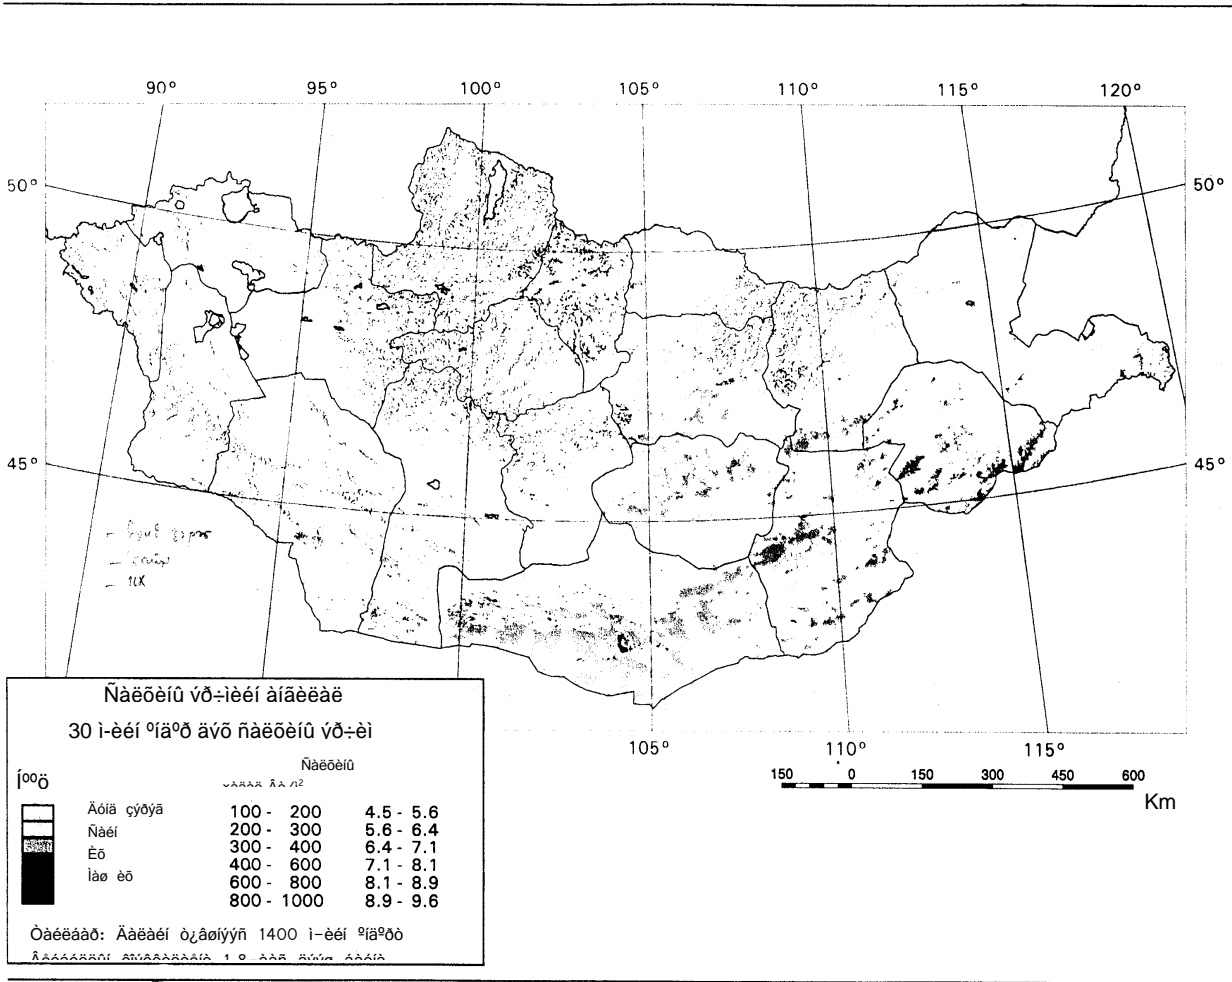 90° 95° 100° 105° 110° 115° 120°
50° 50°
45° 45°
Ñàëõèíû ýð÷ìèéí àíãèëàë
30 ì-èéí ºíäºð äýõ ñàëõèíû ýð÷èì
105° 110° 115°
Ñàëõèíû
Íººö
Äóíä çýðýã 100 - 200 4.5 - 5.6
Ñàéí 200 - 300 5.6 - 6.4
Èõ 300 - 400 6.4 - 7.1
Ìàø èõ 400 - 600 7.1 - 8.1
600 - 800 8.1 - 8.9
800 - 1000 8.9 - 9.6
150 0 150 300 450 600
Km
Òàéëáàð: Äàëàéí ò¿âøíýýñ 1400 ì-èéí ºíäºðò